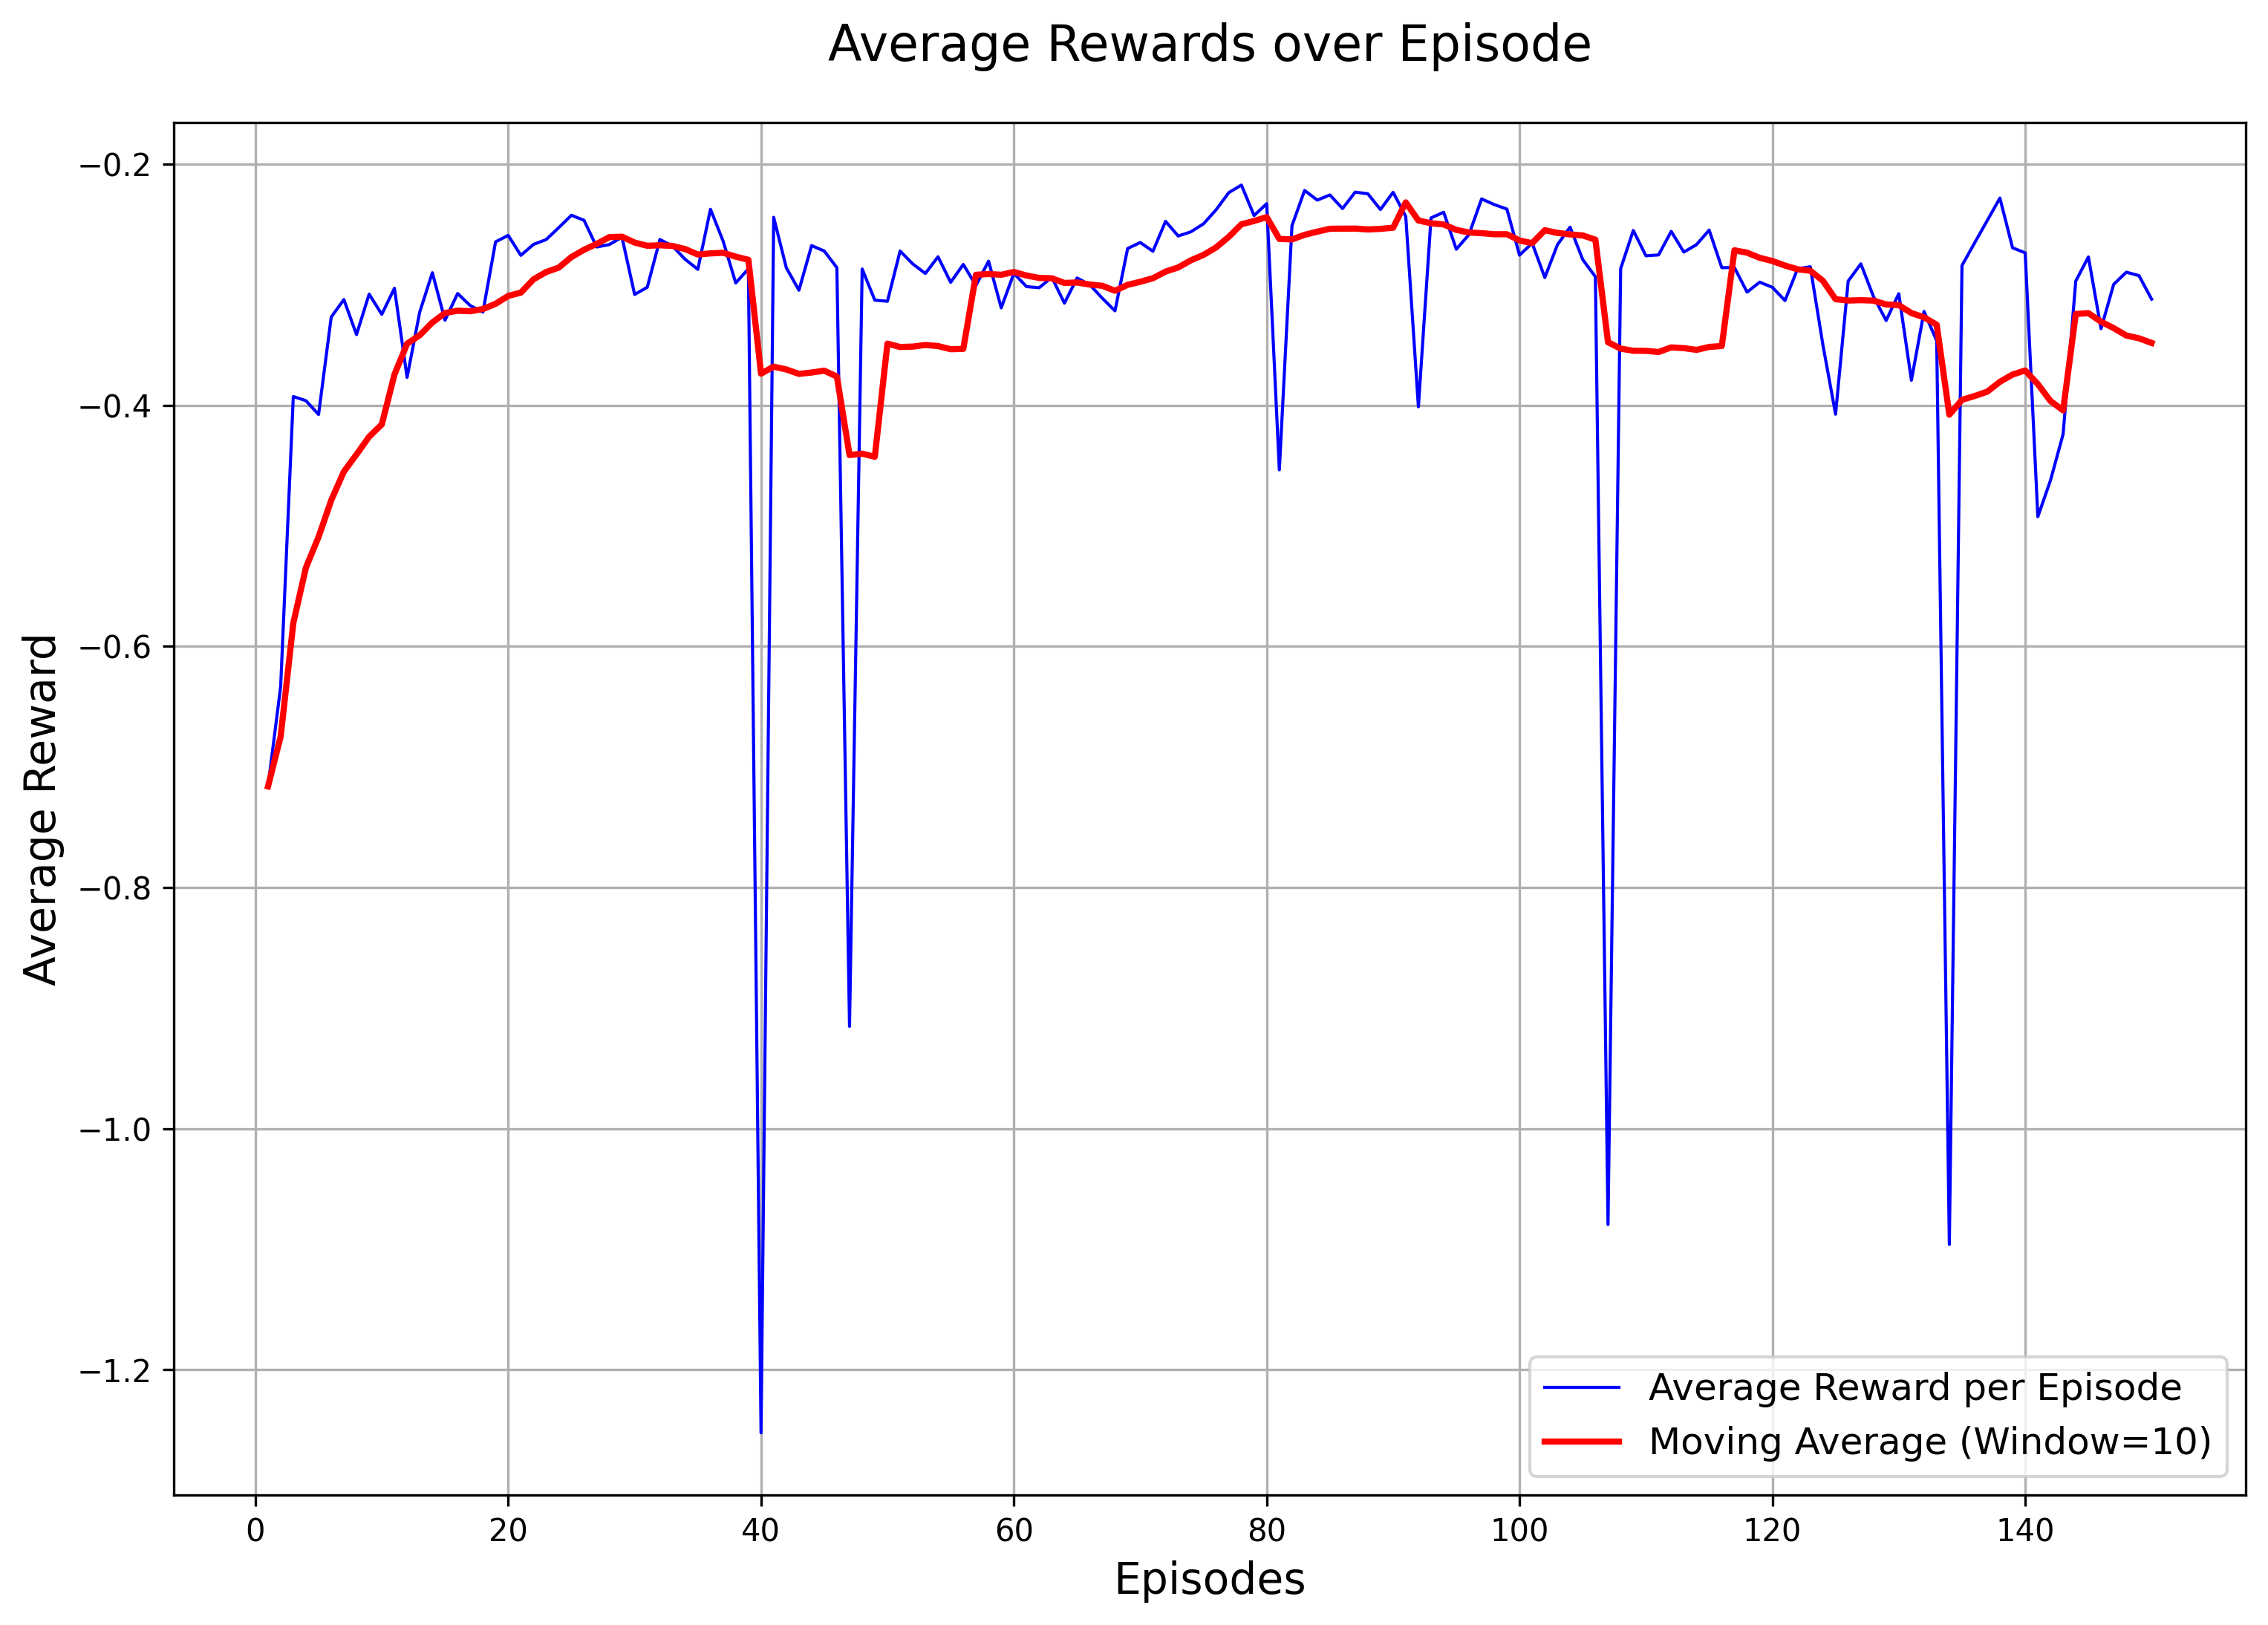 Average Rewards over Episode
Average Reward
−0.2
−0.4
−0.6
−0.8
−1.0
−1.2
Average Reward per Episode
Moving Average (Window=10)
0 20 40 60 80 100 120 140
Episodes